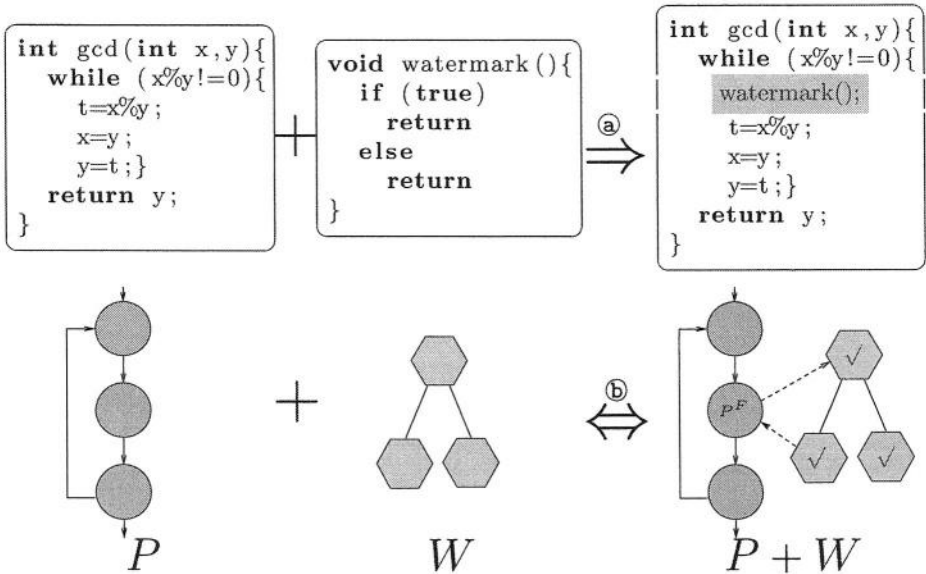 int gcd(int x,y){
while (x%y!=0){
t=x%y;
x=y;
y=t;}
return y;
}
+
void watermark(){
if (true)
return
else
return
}
ⓐ
⇒
int gcd(int x,y){
while (x%y!=0){
watermark();
t=x%y;
x=y;
y=t;}
return y;
}
+
ⓑ
⇔
√
P^F
√
√
P
W
P + W